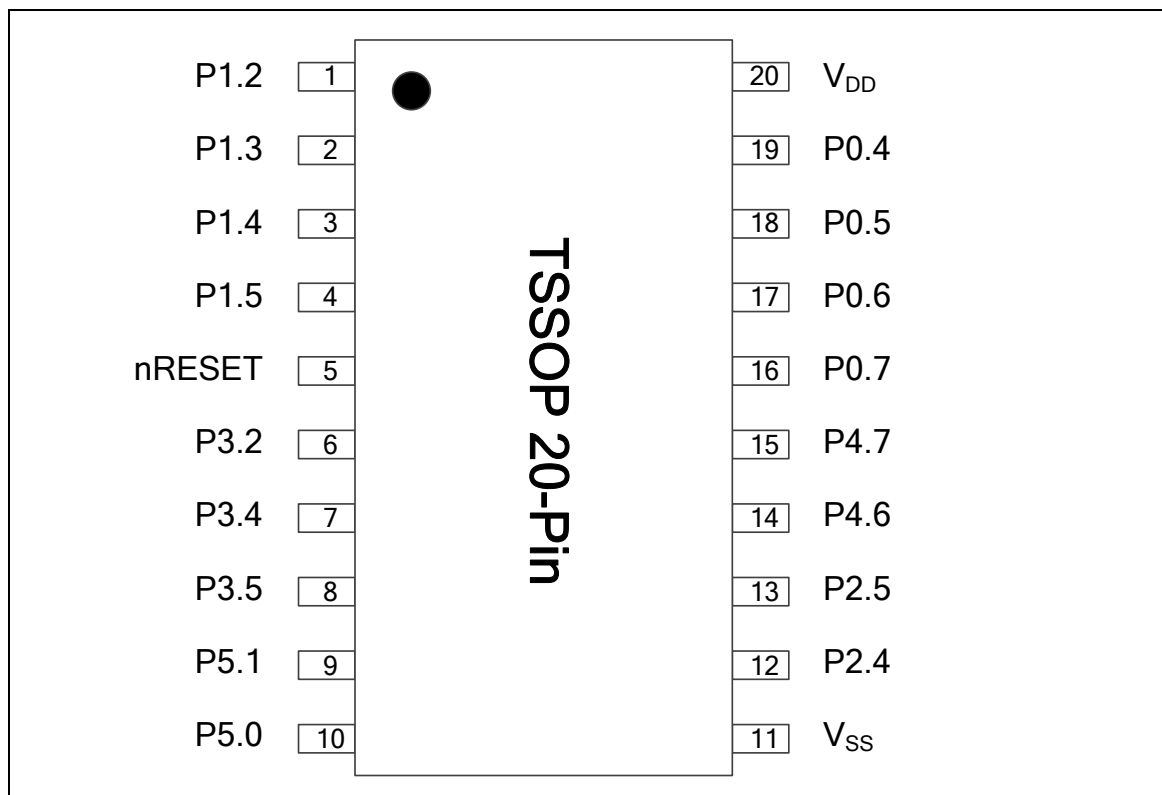 P1.2 1 20 VDD
P1.3 2 19 P0.4
P1.4 3 18 P0.5
P1.5 4 17 P0.6
nRESET 5 16 P0.7
P3.2 6 15 P4.7
P3.4 7 14 P4.6
P3.5 8 13 P2.5
P5.1 9 12 P2.4
P5.0 10 11 VSS
TSSOP 20-Pin